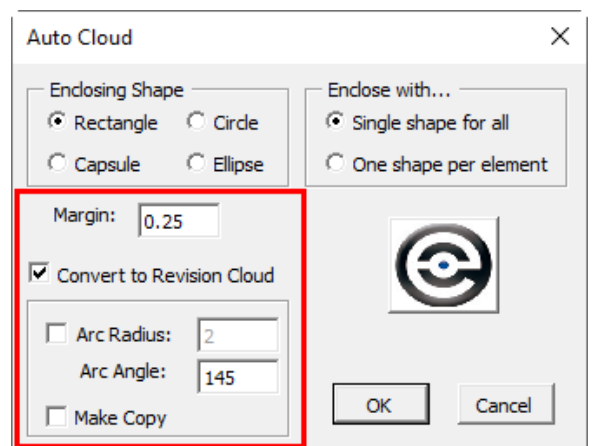 Auto Cloud
Enclosing Shape
Rectangle Circle
Capsule Ellipse
Enclose with...
Single shape for all
One shape per element
Margin: 0.25
Convert to Revision Cloud
Arc Radius: 2
Arc Angle: 145
Make Copy
OK Cancel